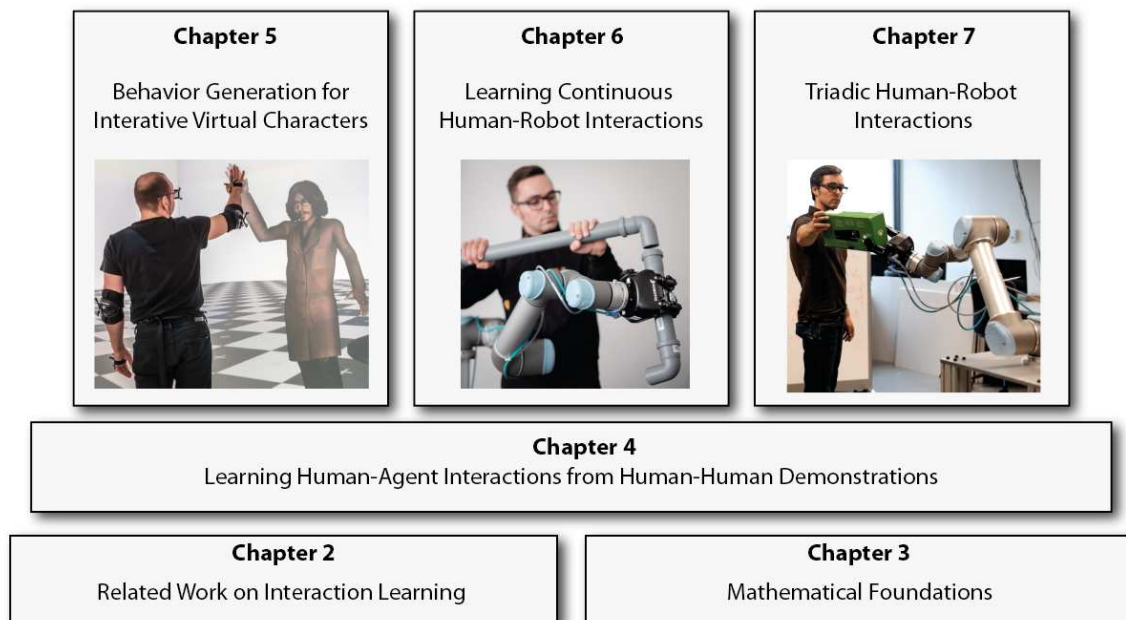 Chapter 5
Behavior Generation for
Interative Virtual Characters
Chapter 6
Learning Continuous
Human-Robot Interactions
Chapter 7
Triadic Human-Robot
Interactions
Chapter 4
Learning Human-Agent Interactions from Human-Human Demonstrations
Chapter 2
Related Work on Interaction Learning
Chapter 3
Mathematical Foundations